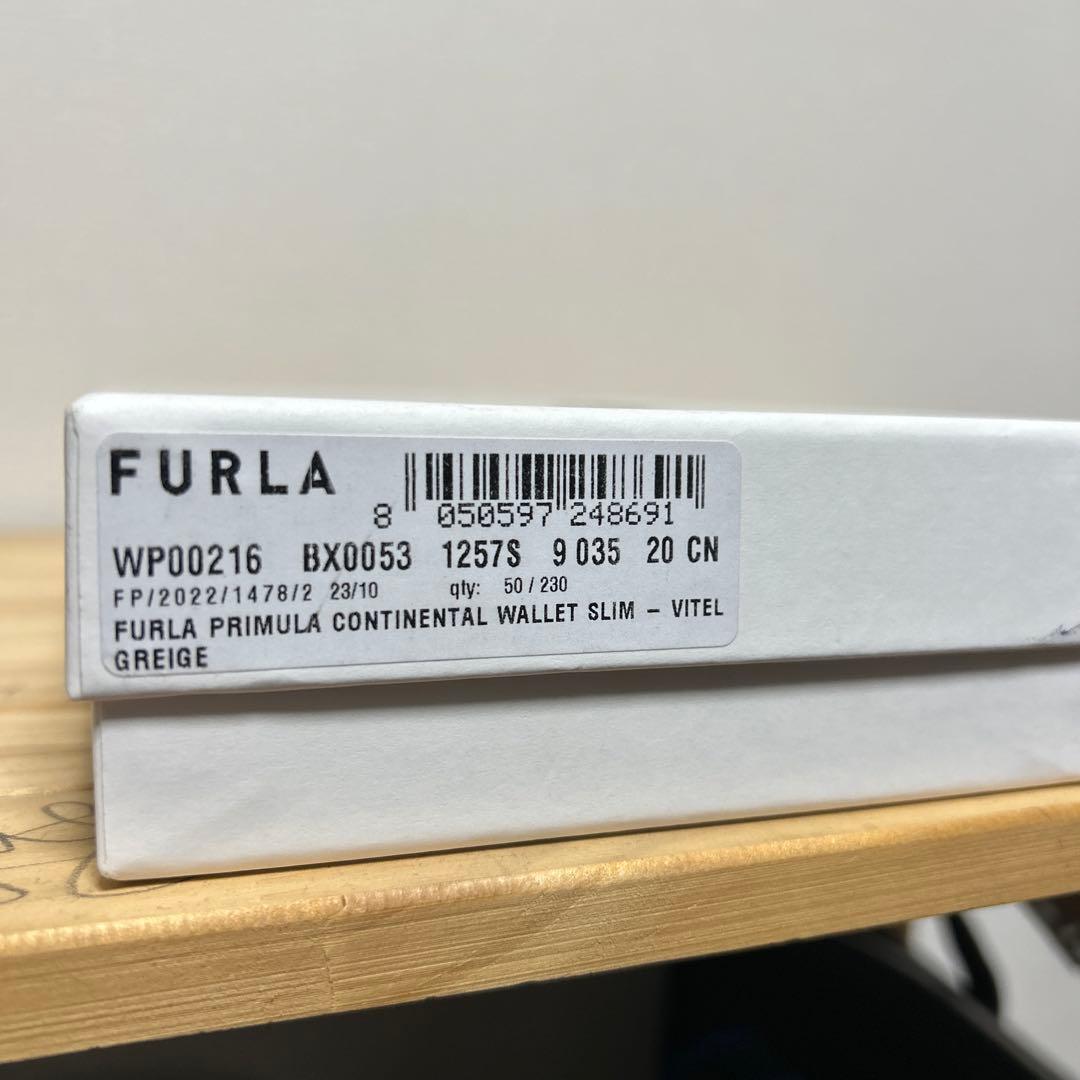 FURLA
8 050597 248691
WP00216 BX0053 1257S 9 035 20 CN
FP/2022/1478/2 23/10 qty: 50 / 230
FURLA PRIMULA CONTINENTAL WALLET SLIM – VITEL
GREIGE